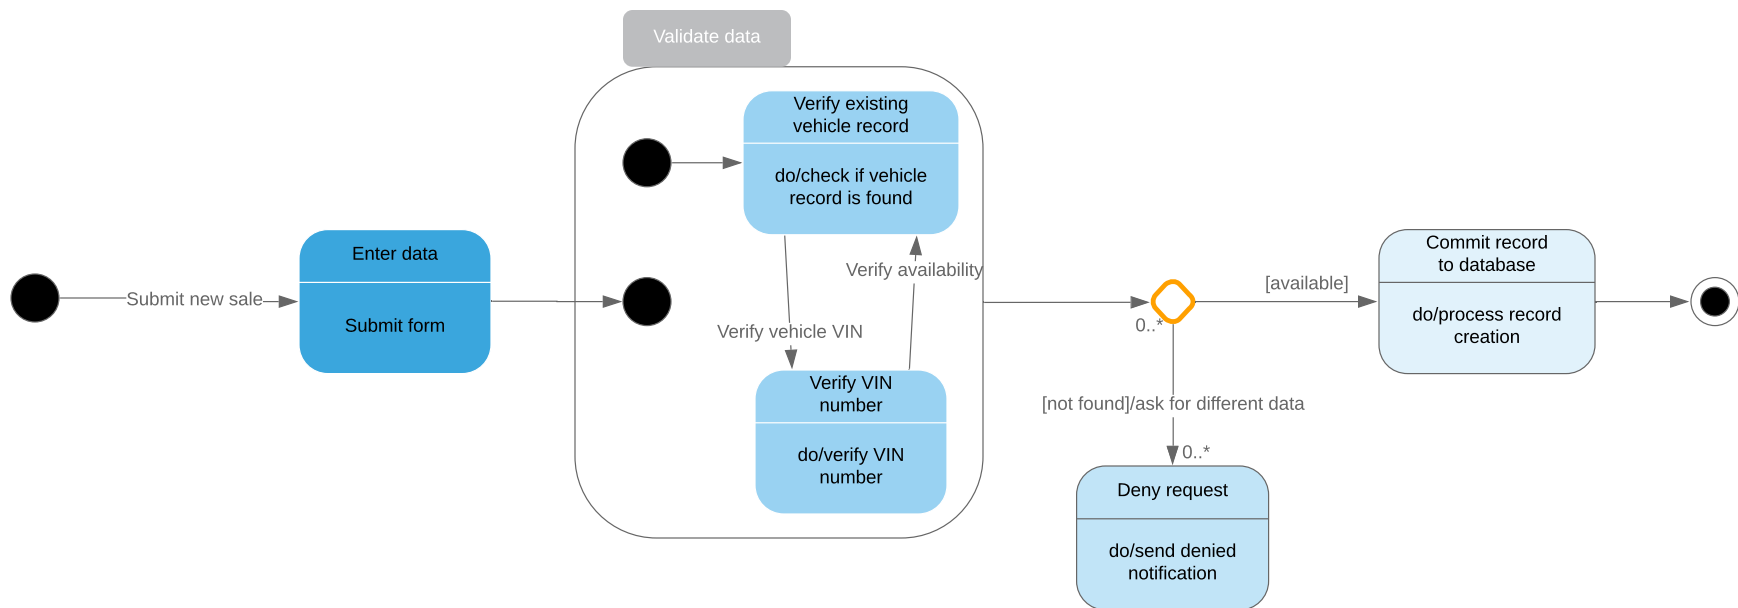 Validate data
Verify existing
vehicle record
do/check if vehicle
record is found
Enter data
Submit form
Submit new sale
Verify availability
Verify vehicle VIN
Verify VIN
number
do/verify VIN
number
[available]
0..*
Commit record
to database
do/process record
creation
[not found]/ask for different data
0..*
Deny request
do/send denied
notification